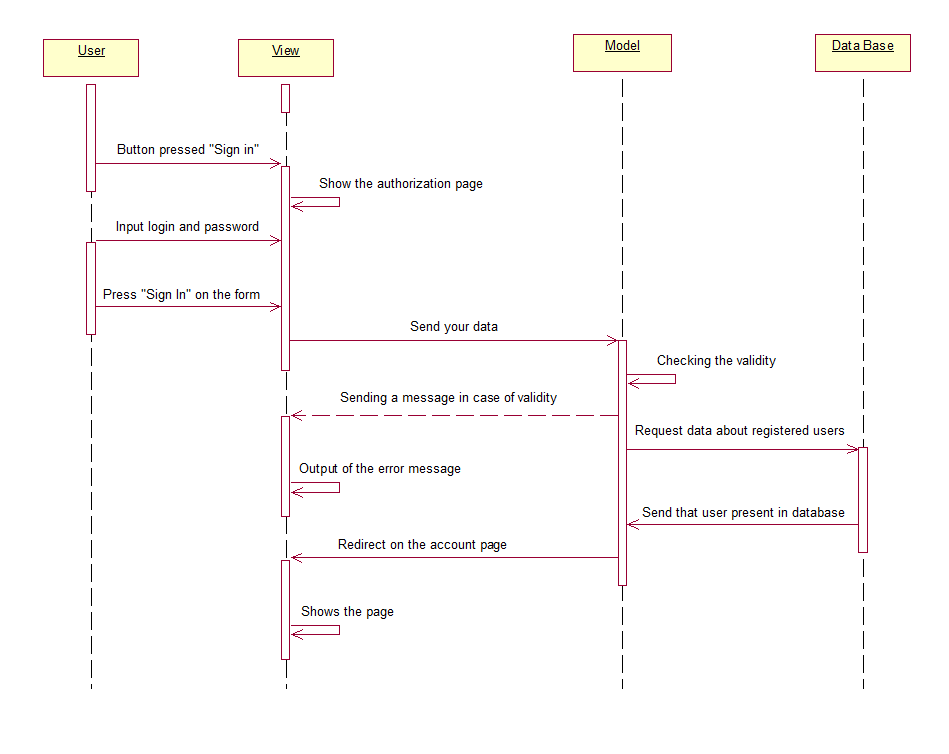 User
View
Model
Data Base
Button pressed "Sign in"
Show the authorization page
Input login and password
Press "Sign In" on the form
Send your data
Checking the validity
Sending a message in case of validity
Request data about registered users
Output of the error message
Send that user present in database
Redirect on the account page
Shows the page